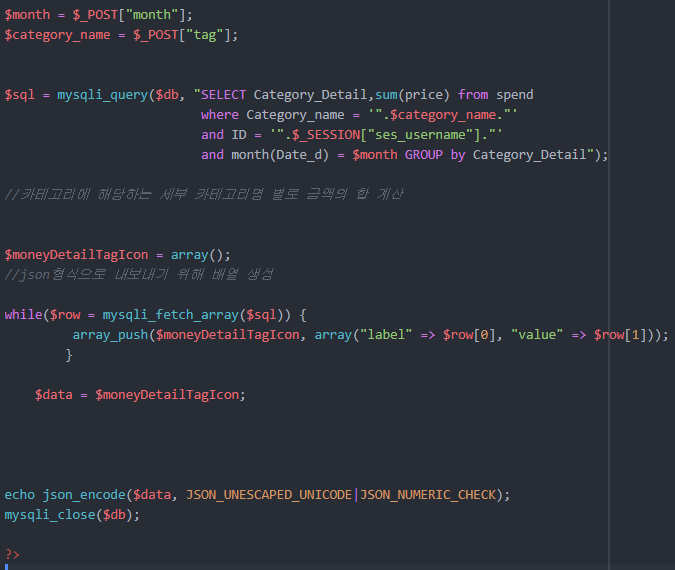 $month = $_POST["month"];
$category_name = $_POST["tag"];
$sql = mysqli_query($db, "SELECT Category_Detail,sum(price) from spend
where Category_name = '".$category_name."'
and ID = '".$_SESSION["ses_username"]."'
and month(Date_d) = $month GROUP by Category_Detail");
//카테고리에 해당하는 세부 카테고리명 별로 금액의 합 계산
$moneyDetailTagIcon = array();
//json형식으로 내보내기 위해 배열 생성
while($row = mysqli_fetch_array($sql)) {
array_push($moneyDetailTagIcon, array("label" => $row[0], "value" => $row[1]));
}
$data = $moneyDetailTagIcon;
echo json_encode($data, JSON_UNESCAPED_UNICODE|JSON_NUMERIC_CHECK);
mysqli_close($db);
?>